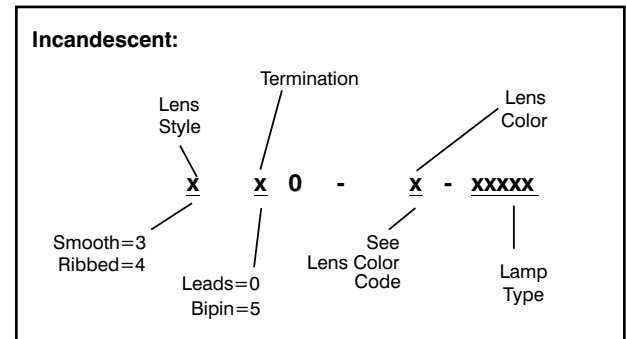 Incandescent:
Termination
Lens
Style
Lens
Color
x x 0 - x - xxxxx
Smooth=3
Ribbed=4
Leads=0
Bipin=5
See
Lens Color
Code
Lamp
Type